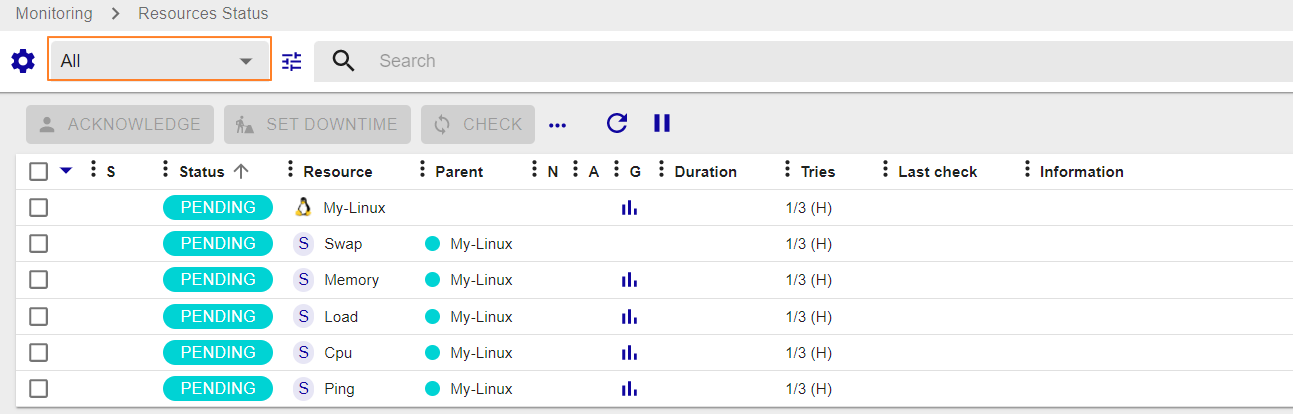 Monitoring > Resources Status
All Search
ACKNOWLEDGE SET DOWNTIME CHECK ...
S Status Resource Parent N A G Duration Tries Last check Information
PENDING My-Linux 1/3 (H)
PENDING S Swap My-Linux 1/3 (H)
PENDING S Memory My-Linux 1/3 (H)
PENDING S Load My-Linux 1/3 (H)
PENDING S Cpu My-Linux 1/3 (H)
PENDING S Ping My-Linux 1/3 (H)